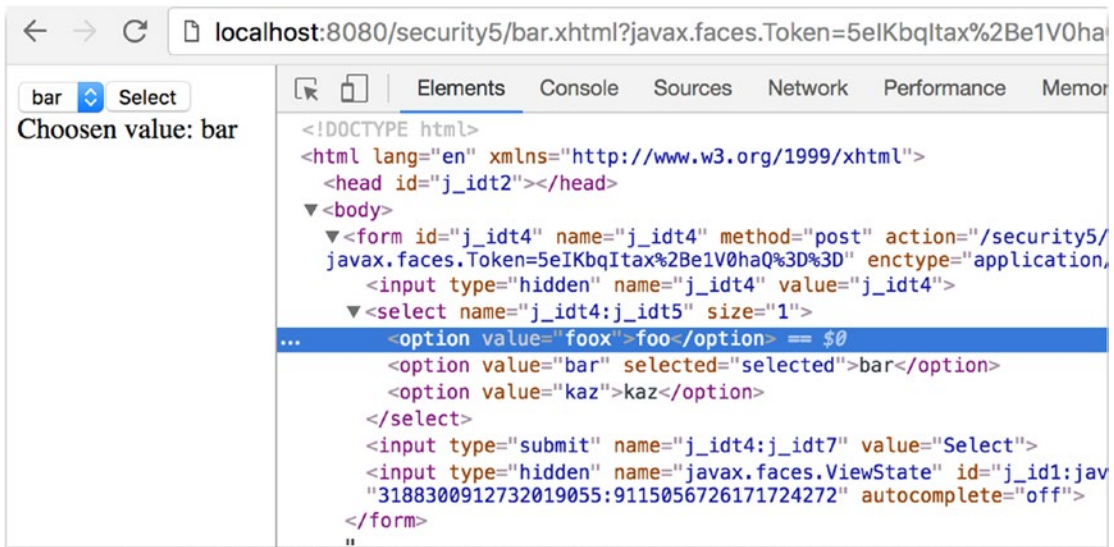 localhost:8080/security5/bar.xhtml?javax.faces.Token=5eIKbqItax%2Be1V0ha
bar Select
Choosen value: bar
Elements Console Sources Network Performance Memor
<!DOCTYPE html>
<html lang="en" xmlns="http://www.w3.org/1999/xhtml">
<head id="j_idt2"></head>
▼<body>
▼<form id="j_idt4" name="j_idt4" method="post" action="/security5/
javax.faces.Token=5eIKbqItax%2Be1V0haQ%3D%3D" enctype="application/
<input type="hidden" name="j_idt4" value="j_idt4">
▼<select name="j_idt4:j_idt5" size="1">
... <option value="foox">foo</option> == $0
<option value="bar" selected="selected">bar</option>
<option value="kaz">kaz</option>
</select>
<input type="submit" name="j_idt4:j_idt7" value="Select">
<input type="hidden" name="javax.faces.ViewState" id="j_id1:jav
"3188300912732019055:9115056726171724272" autocomplete="off">
</form>
"